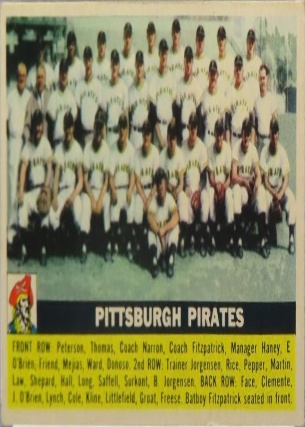 PITTSBURGH PIRATES
FRONT ROW Peterson, Thomas, Coach Narron, Coach Fitzpatrick, Manager Haney, E.
O'Brien, Friend, Mejias, Ward, Donoso. 2nd ROW: Trainer Jorgensen, Rice, Pepper, Martin,
Law, Shepard, Hall, Long, Saffell, Surkont, B. Jorgensen. BACK ROW: Face, Clemente,
J. O'Brien, Lynch, Cole, Kline, Littlefield, Groat, Freese. Batboy Fitzpatrick seated in front.